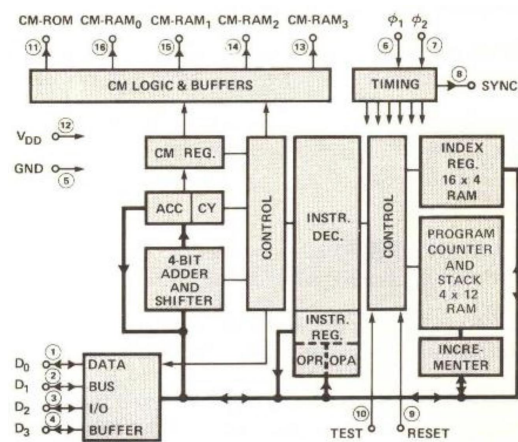 CM-ROM CM-RAM0 CM-RAM1 CM-RAM2 CM-RAM3
ϕ1 ϕ2
11 16 15 14 13
6 7
CM LOGIC & BUFFERS
TIMING
8 SYNC
VDD 12
GND 5
CM REG.
ACC CY
4-BIT
ADDER
AND
SHIFTER
CONTROL
INSTR.
DEC.
INSTR.
REG.
OPR OPA
CONTROL
INDEX
REG.
16 x 4
RAM
PROGRAM
COUNTER
AND
STACK
4 x 12
RAM
INCRE-
MENTER
D0 1 DATA
D1 2 BUS
D2 3 I/O
D3 4 BUFFER
10 9
TEST RESET